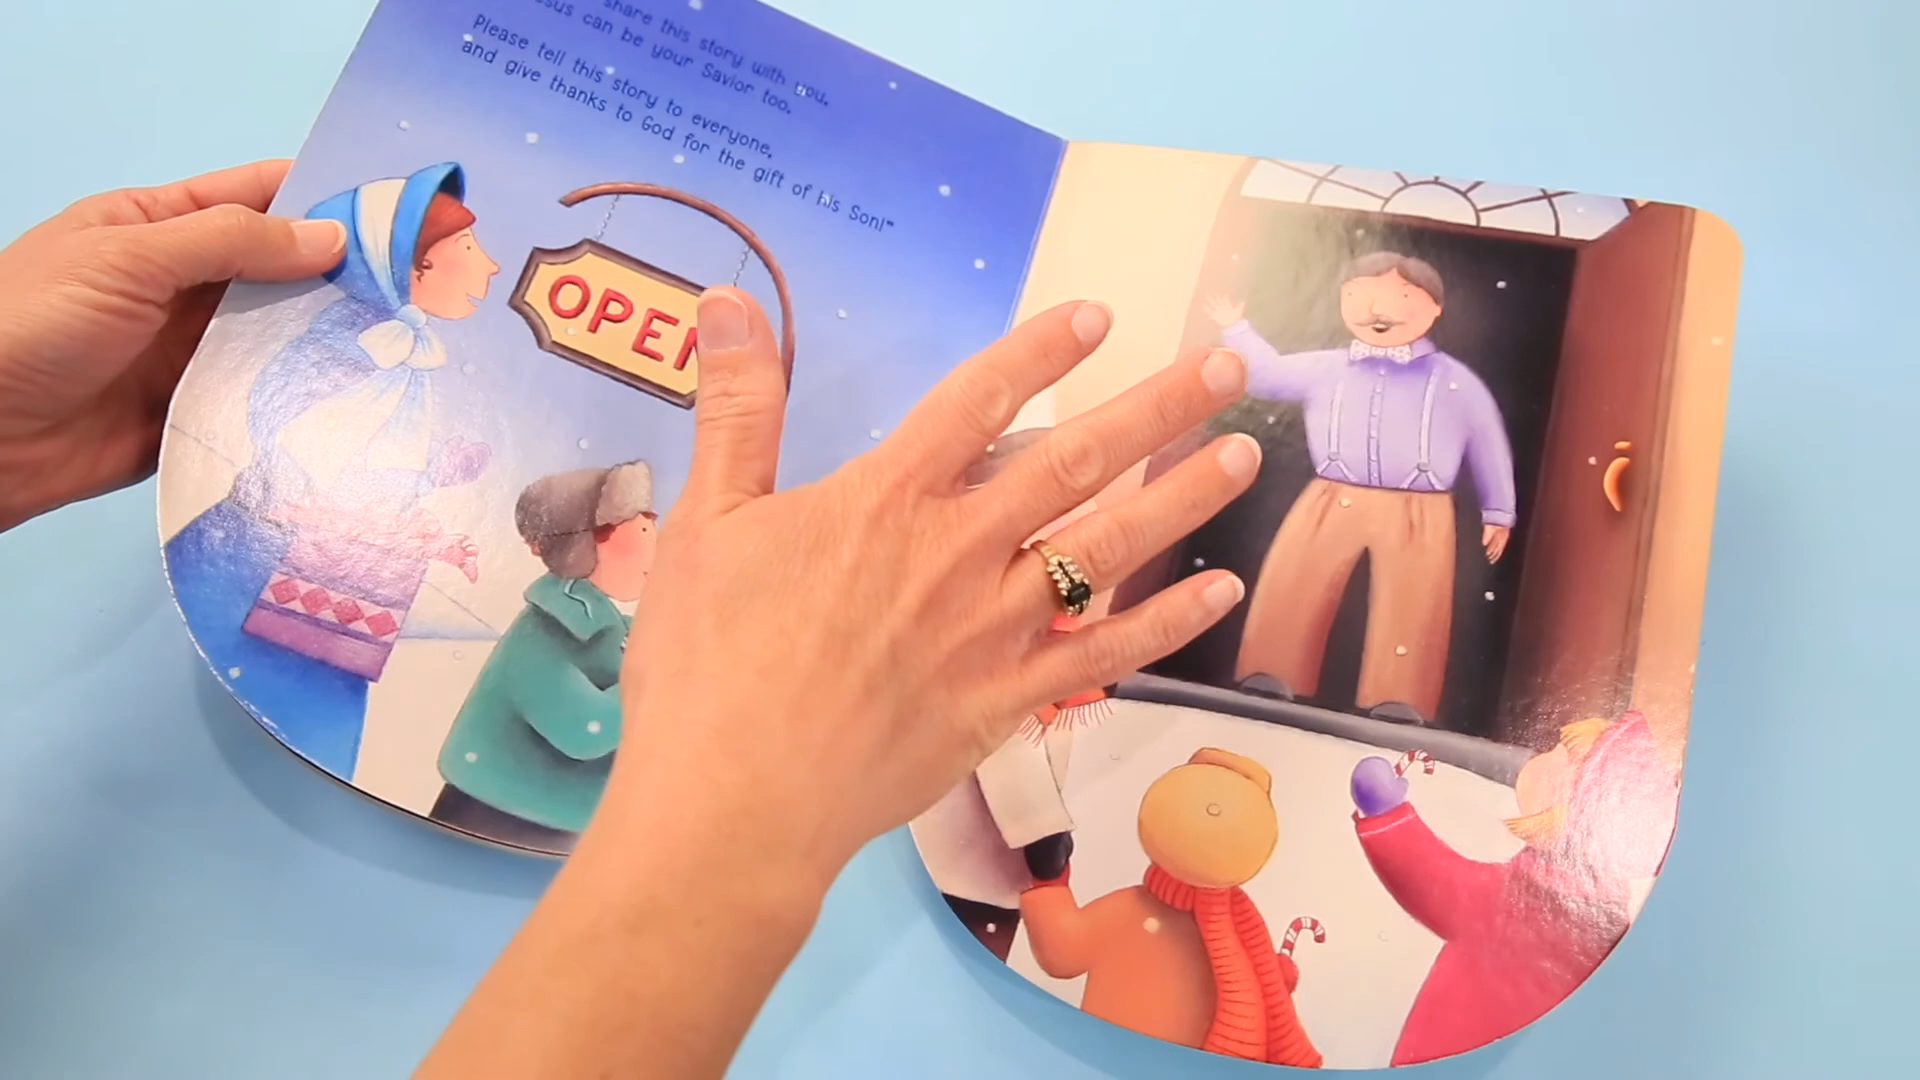 share this story with you,
Jesus can be your Savior too.
Please tell this story to everyone,
and give thanks to God for the gift of his Son!"
OPEN